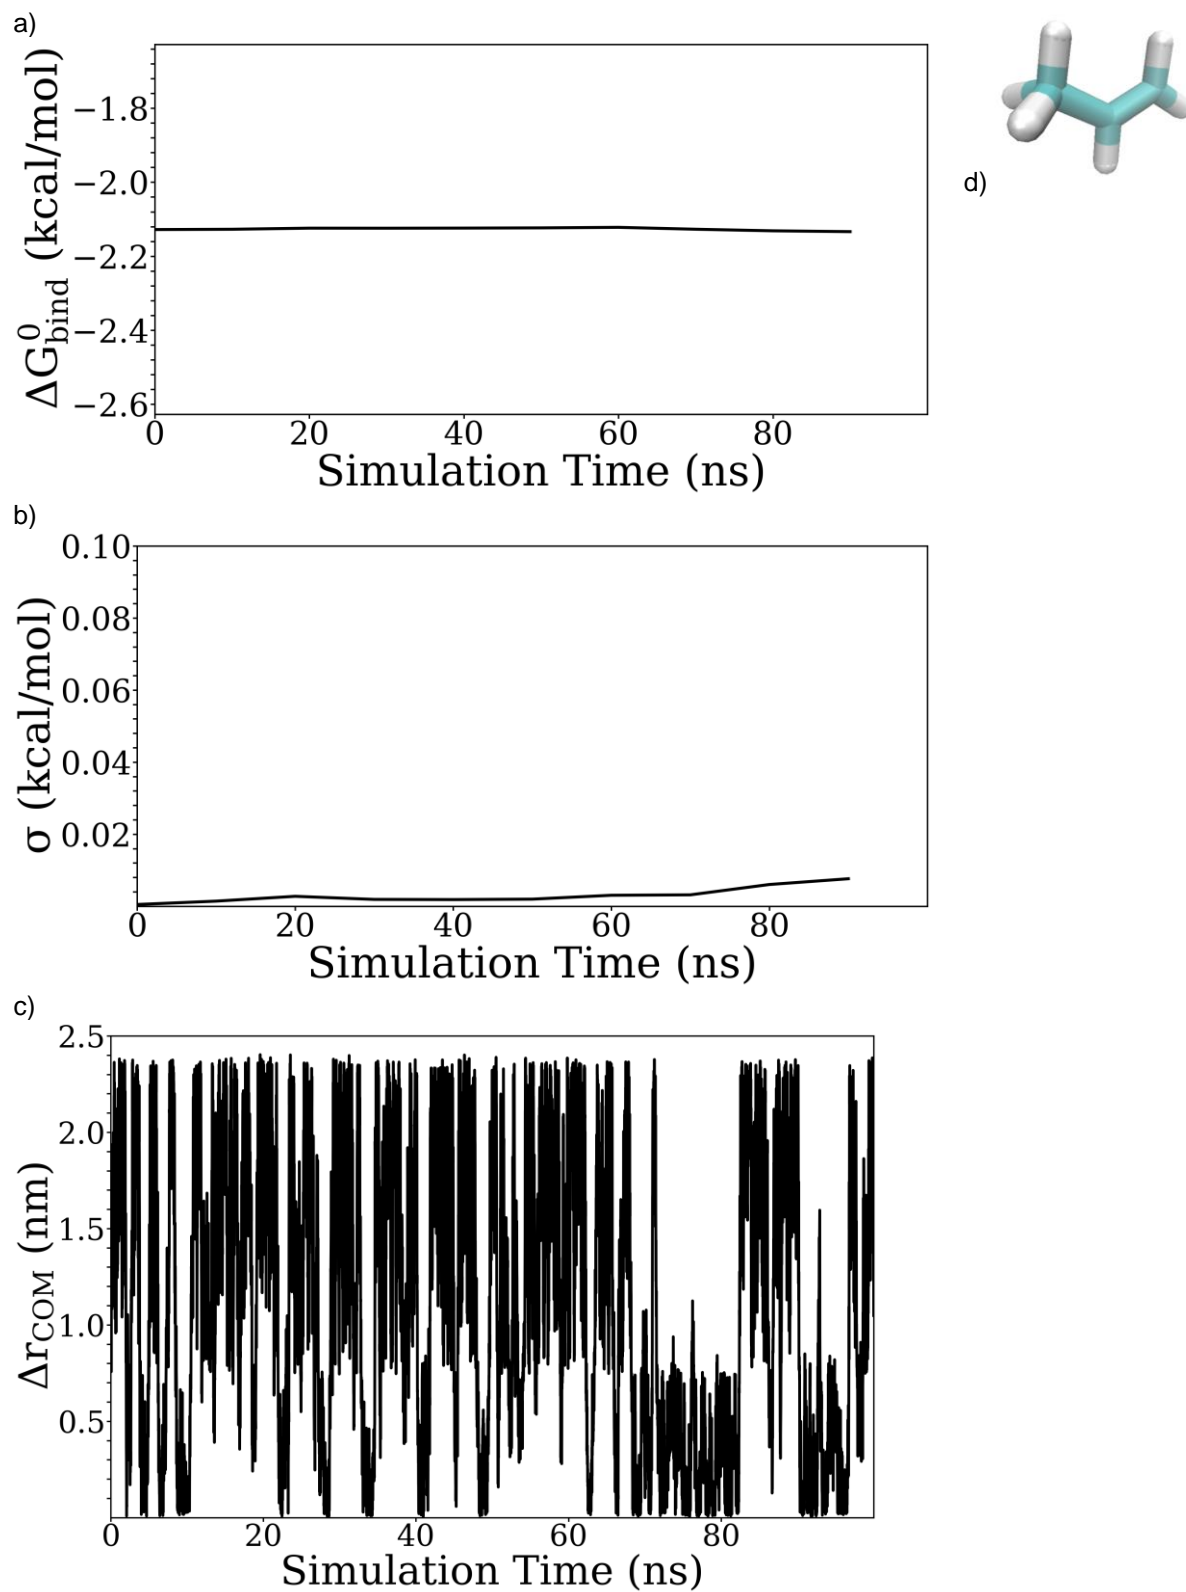 a)
ΔG⁰bind (kcal/mol)
−1.8
−2.0
−2.2
−2.4
−2.6
0 20 40 60 80
Simulation Time (ns)
d)
b)
σ (kcal/mol)
0.10
0.08
0.06
0.04
0.02
0 20 40 60 80
Simulation Time (ns)
c)
ΔrCOM (nm)
2.5
2.0
1.5
1.0
0.5
0 20 40 60 80
Simulation Time (ns)